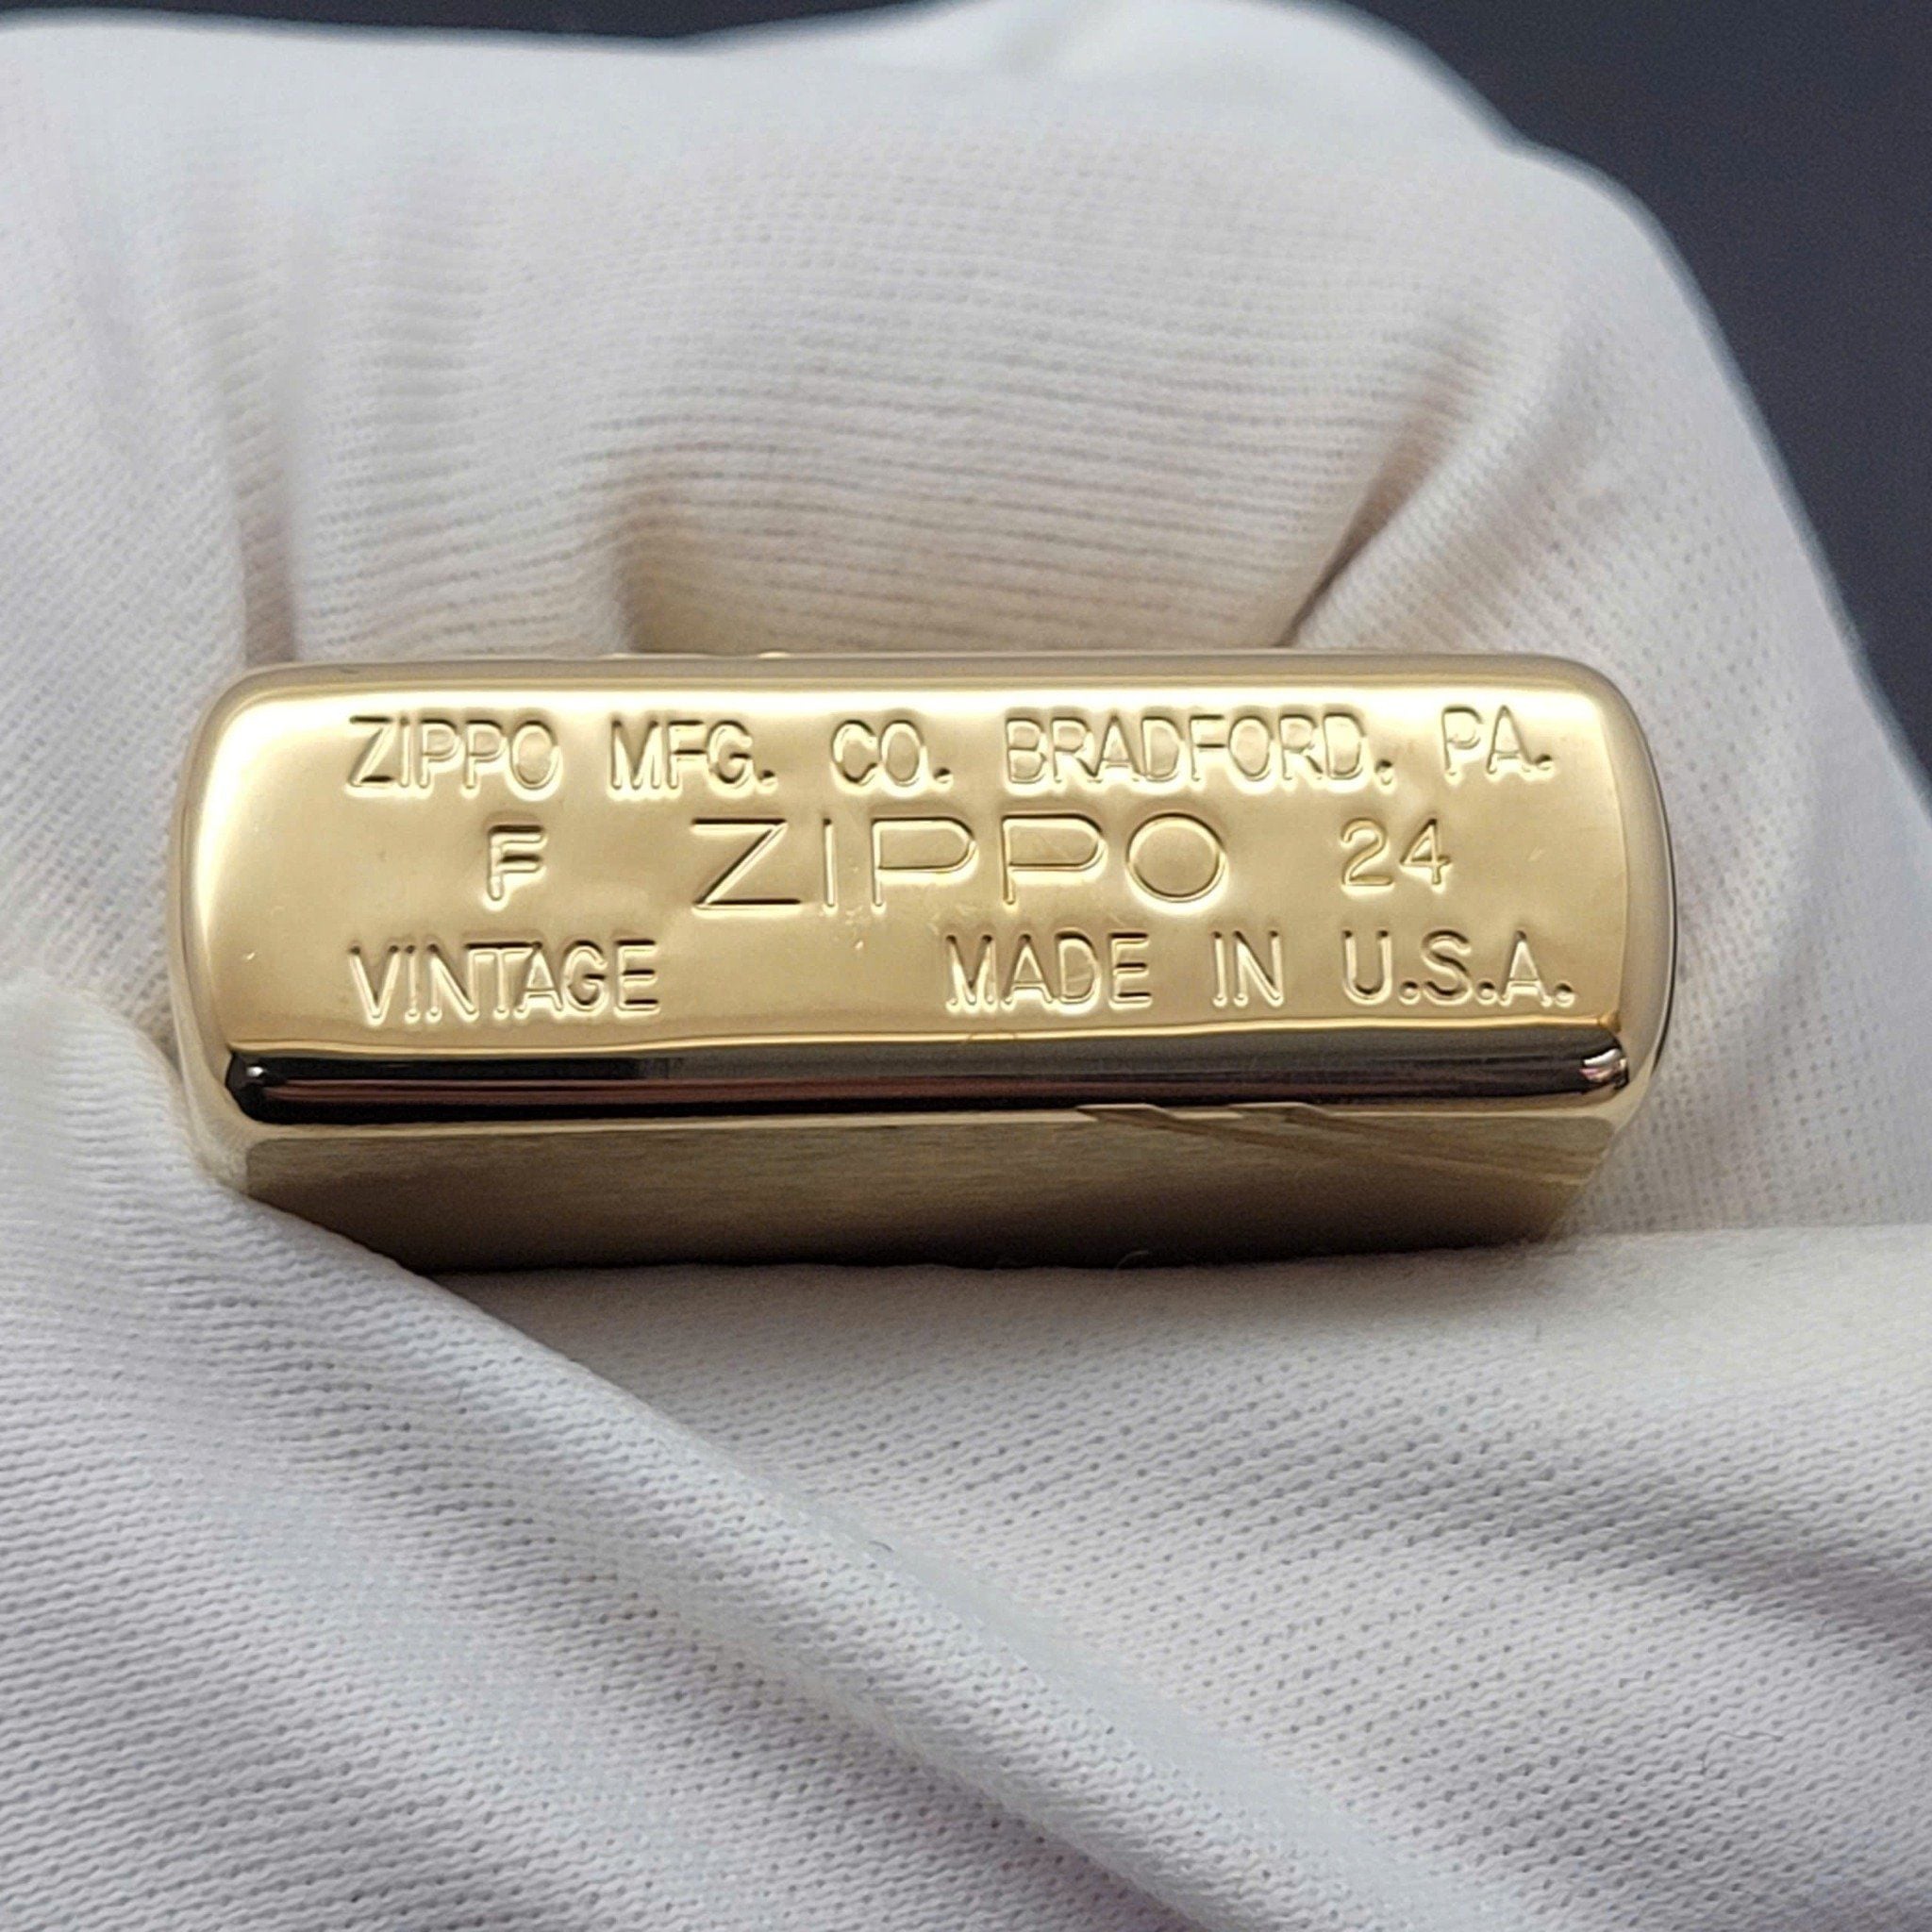 ZIPPO MFG. CO. BRADFORD, PA.
F ZIPPO 24
VINTAGE MADE IN U.S.A.